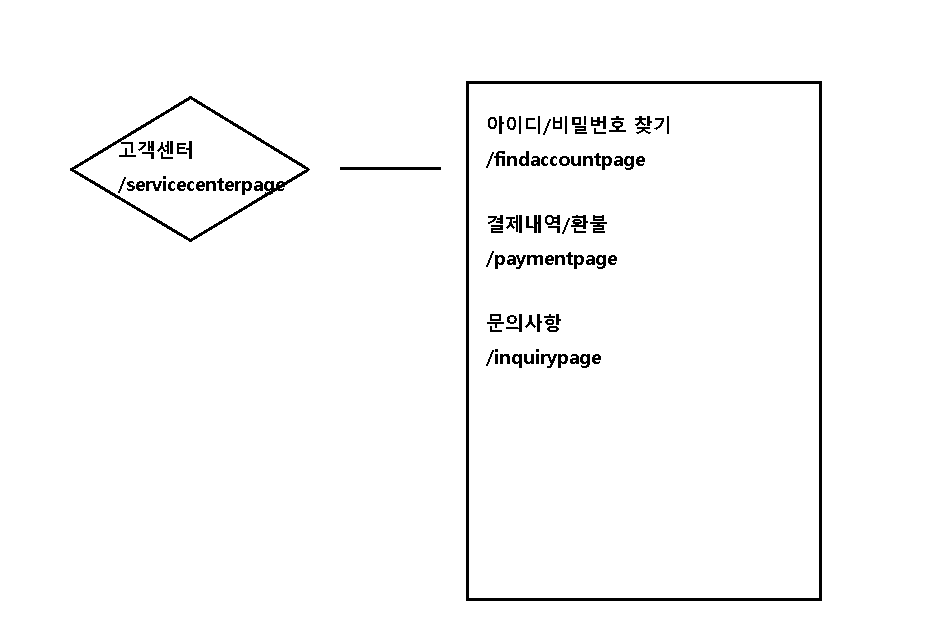 고객센터
/servicecenterpage
아이디/비밀번호 찾기
/findaccountpage
결제내역/환불
/paymentpage
문의사항
/inquirypage